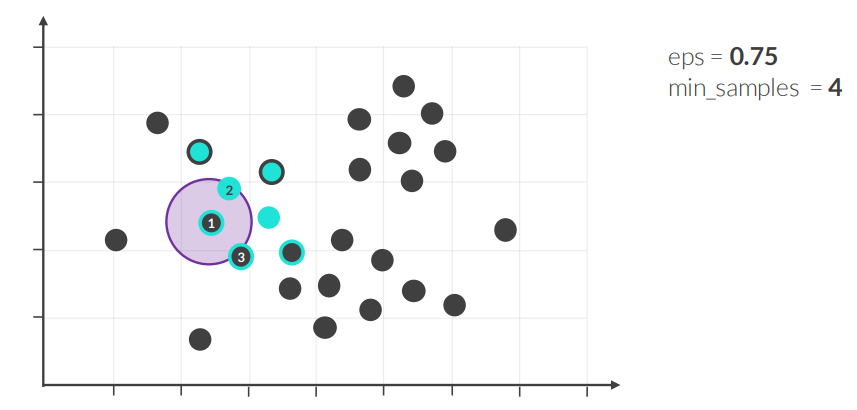 eps = 0.75
min_samples = 4
2
1
3